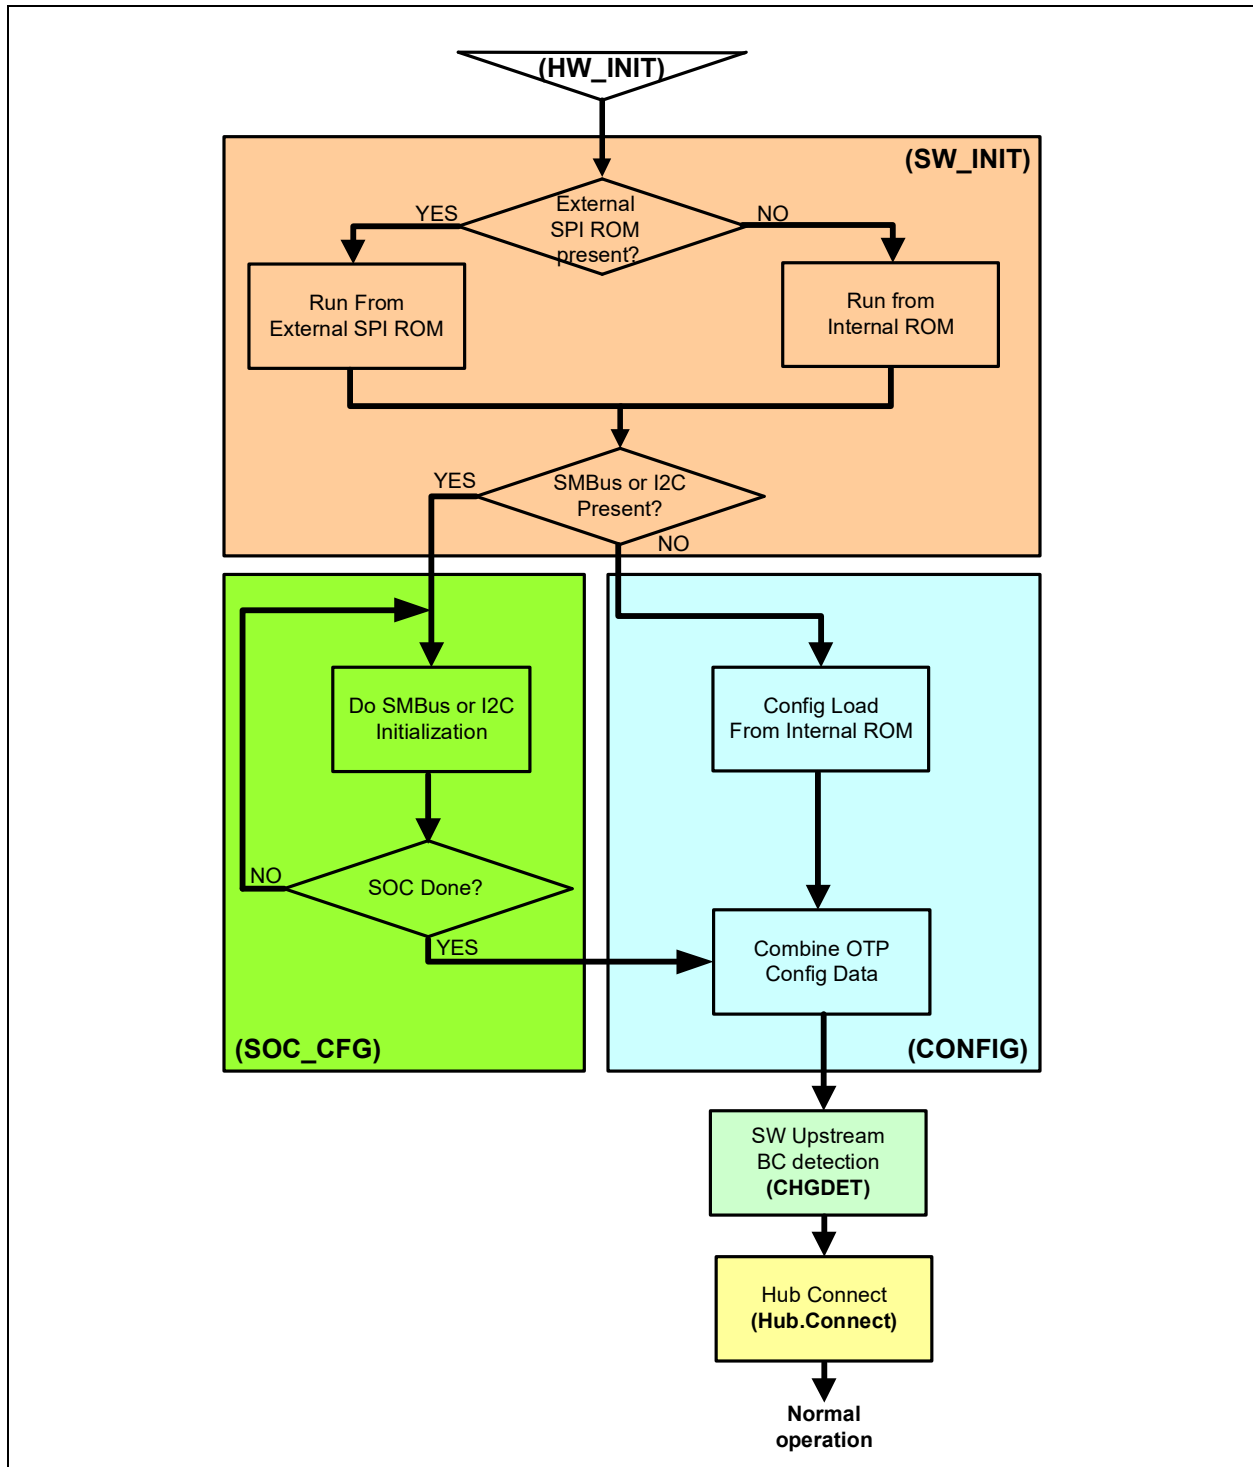 (HW_INIT)
(SW_INIT)
External
SPI ROM
present?
YES
NO
Run From
External SPI ROM
Run from
Internal ROM
SMBus or I2C
Present?
YES
NO
Do SMBus or I2C
Initialization
Config Load
From Internal ROM
SOC Done?
NO
YES
Combine OTP
Config Data
(SOC_CFG)
(CONFIG)
SW Upstream
BC detection
(CHGDET)
Hub Connect
(Hub.Connect)
Normal
operation